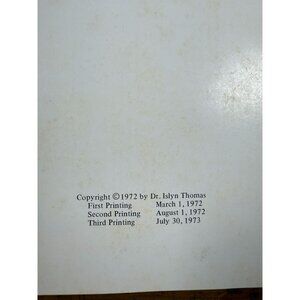 Copyright ©1972 by Dr. Islyn Thomas
First Printing March 1, 1972
Second Printing August 1, 1972
Third Printing July 30, 1973